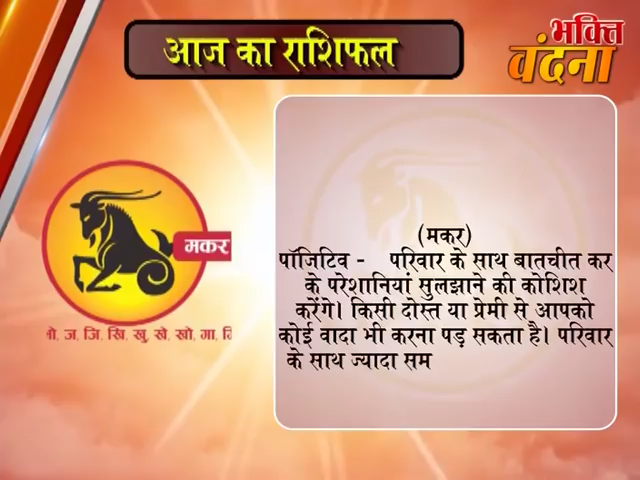 आज का राशिफल
भक्ति
वंदना
मकर
ज, जि, खि, खु, खे, खो, गा,
(मकर)
पॉजिटिव - परिवार के साथ बातचीत कर
के परेशानियां सुलझाने की कोशिश
करेंगे। किसी दोस्त या प्रेमी से आपको
कोई वादा भी करना पड़ सकता है। परिवार
के साथ ज्यादा सम